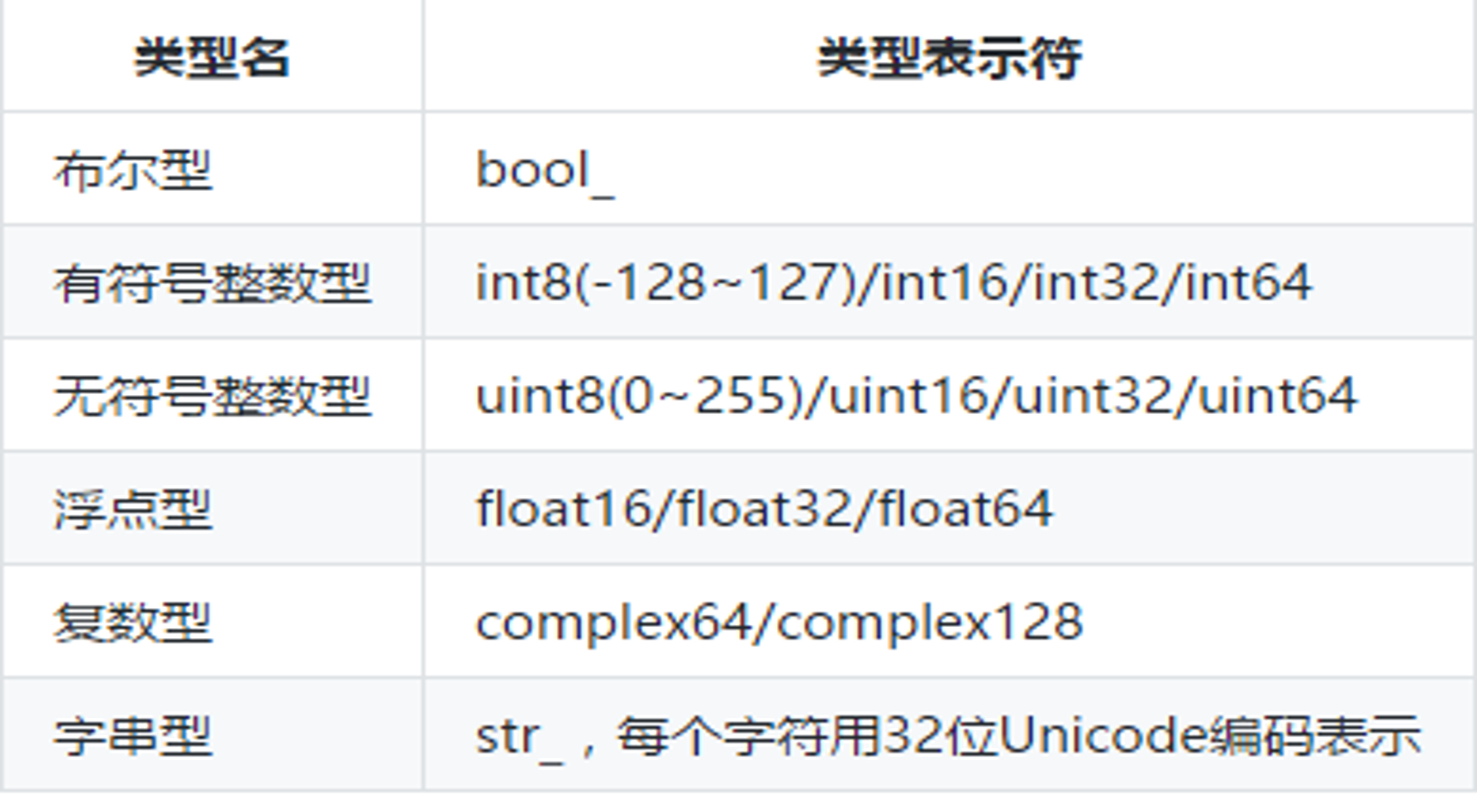 类型名 类型表示符
布尔型 bool_
有符号整数型 int8(-128~127)/int16/int32/int64
无符号整数型 uint8(0~255)/uint16/uint32/uint64
浮点型 float16/float32/float64
复数型 complex64/complex128
字串型 str_，每个字符用32位Unicode编码表示